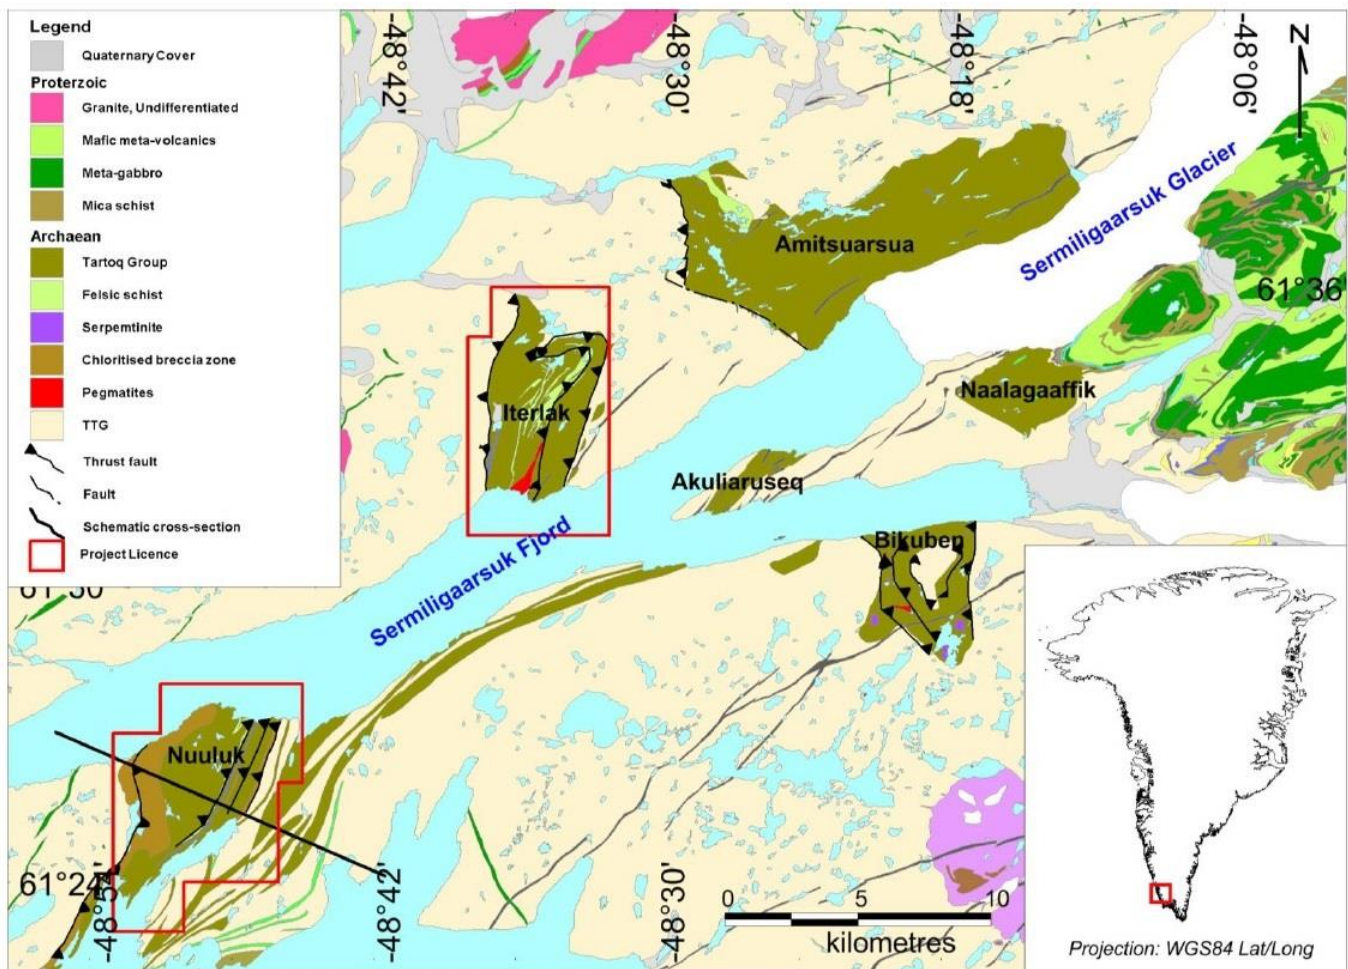 Legend
Quaternary Cover
Proterzoic
Granite, Undifferentiated
Mafic meta-volcanics
Meta-gabbro
Mica schist
Archaean
Tartoq Group
Felsic schist
Serpemtinite
Chloritised breccia zone
Pegmatites
TTG
Thrust fault
Fault
Schematic cross-section
Project Licence
-48°42'
-48°30'
-48°18'
-48°06'
N
Sermiligaarsuk Glacier
Amitsuarsua
61°36'
Naalagaaffik
Iterlak
Akuliaruseq
Bikuben
Sermiligaarsuk Fjord
Nuuluk
61°24'
-48°54'
-48°42'
-48°30'
0 5 10
kilometres
Projection: WGS84 Lat/Long